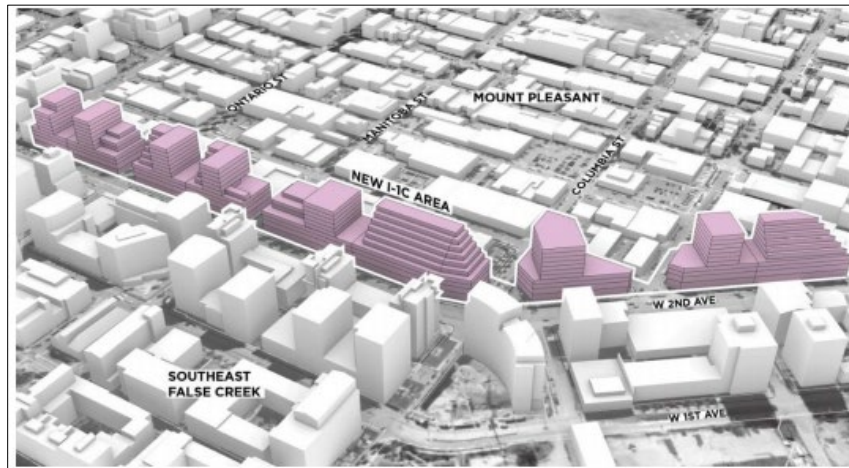 ONTARIO ST
MANITOBA ST
MOUNT PLEASANT
COLUMBIA ST
NEW I-1C AREA
W 2ND AVE
SOUTHEAST
FALSE CREEK
W 1ST AVE